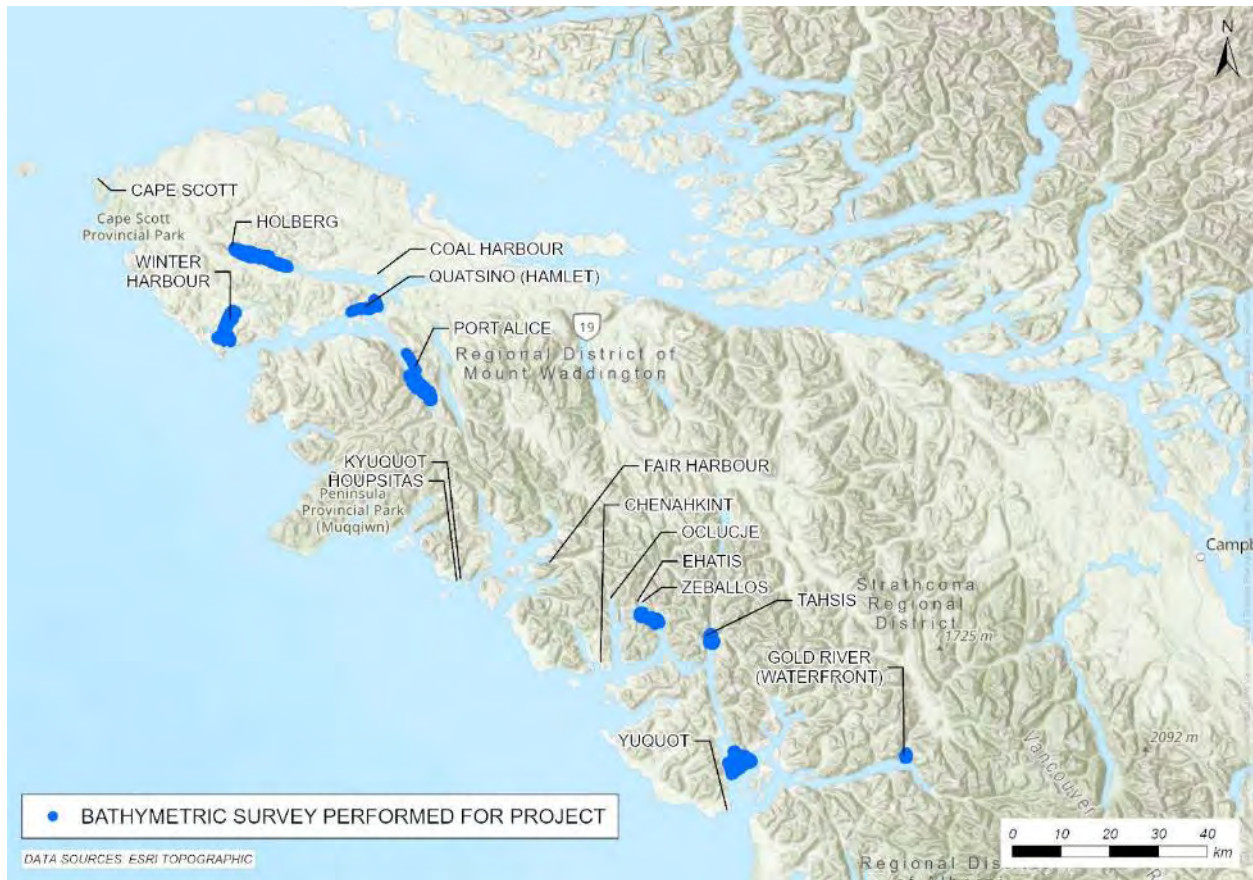 N
CAPE SCOTT
Cape Scott
Provincial Park
HOLBERG
WINTER
HARBOUR
COAL HARBOUR
QUATSINO (HAMLET)
PORT ALICE
19
Regional District of
Mount Waddington
KYUQUOT
HOUPSITAS
Peninsula
Provincial Park
(Muqqiwn)
FAIR HARBOUR
CHENAHKINT
OCLUCJE
EHATIS
ZEBALLOS
TAHSIS
Strathcona
Regional
District
1725 m
Campb
GOLD RIVER
(WATERFRONT)
YUQUOT
2092 m
Vancouver
BATHYMETRIC SURVEY PERFORMED FOR PROJECT
DATA SOURCES: ESRI TOPOGRAPHIC
0 10 20 30 40
km
Regional Dist